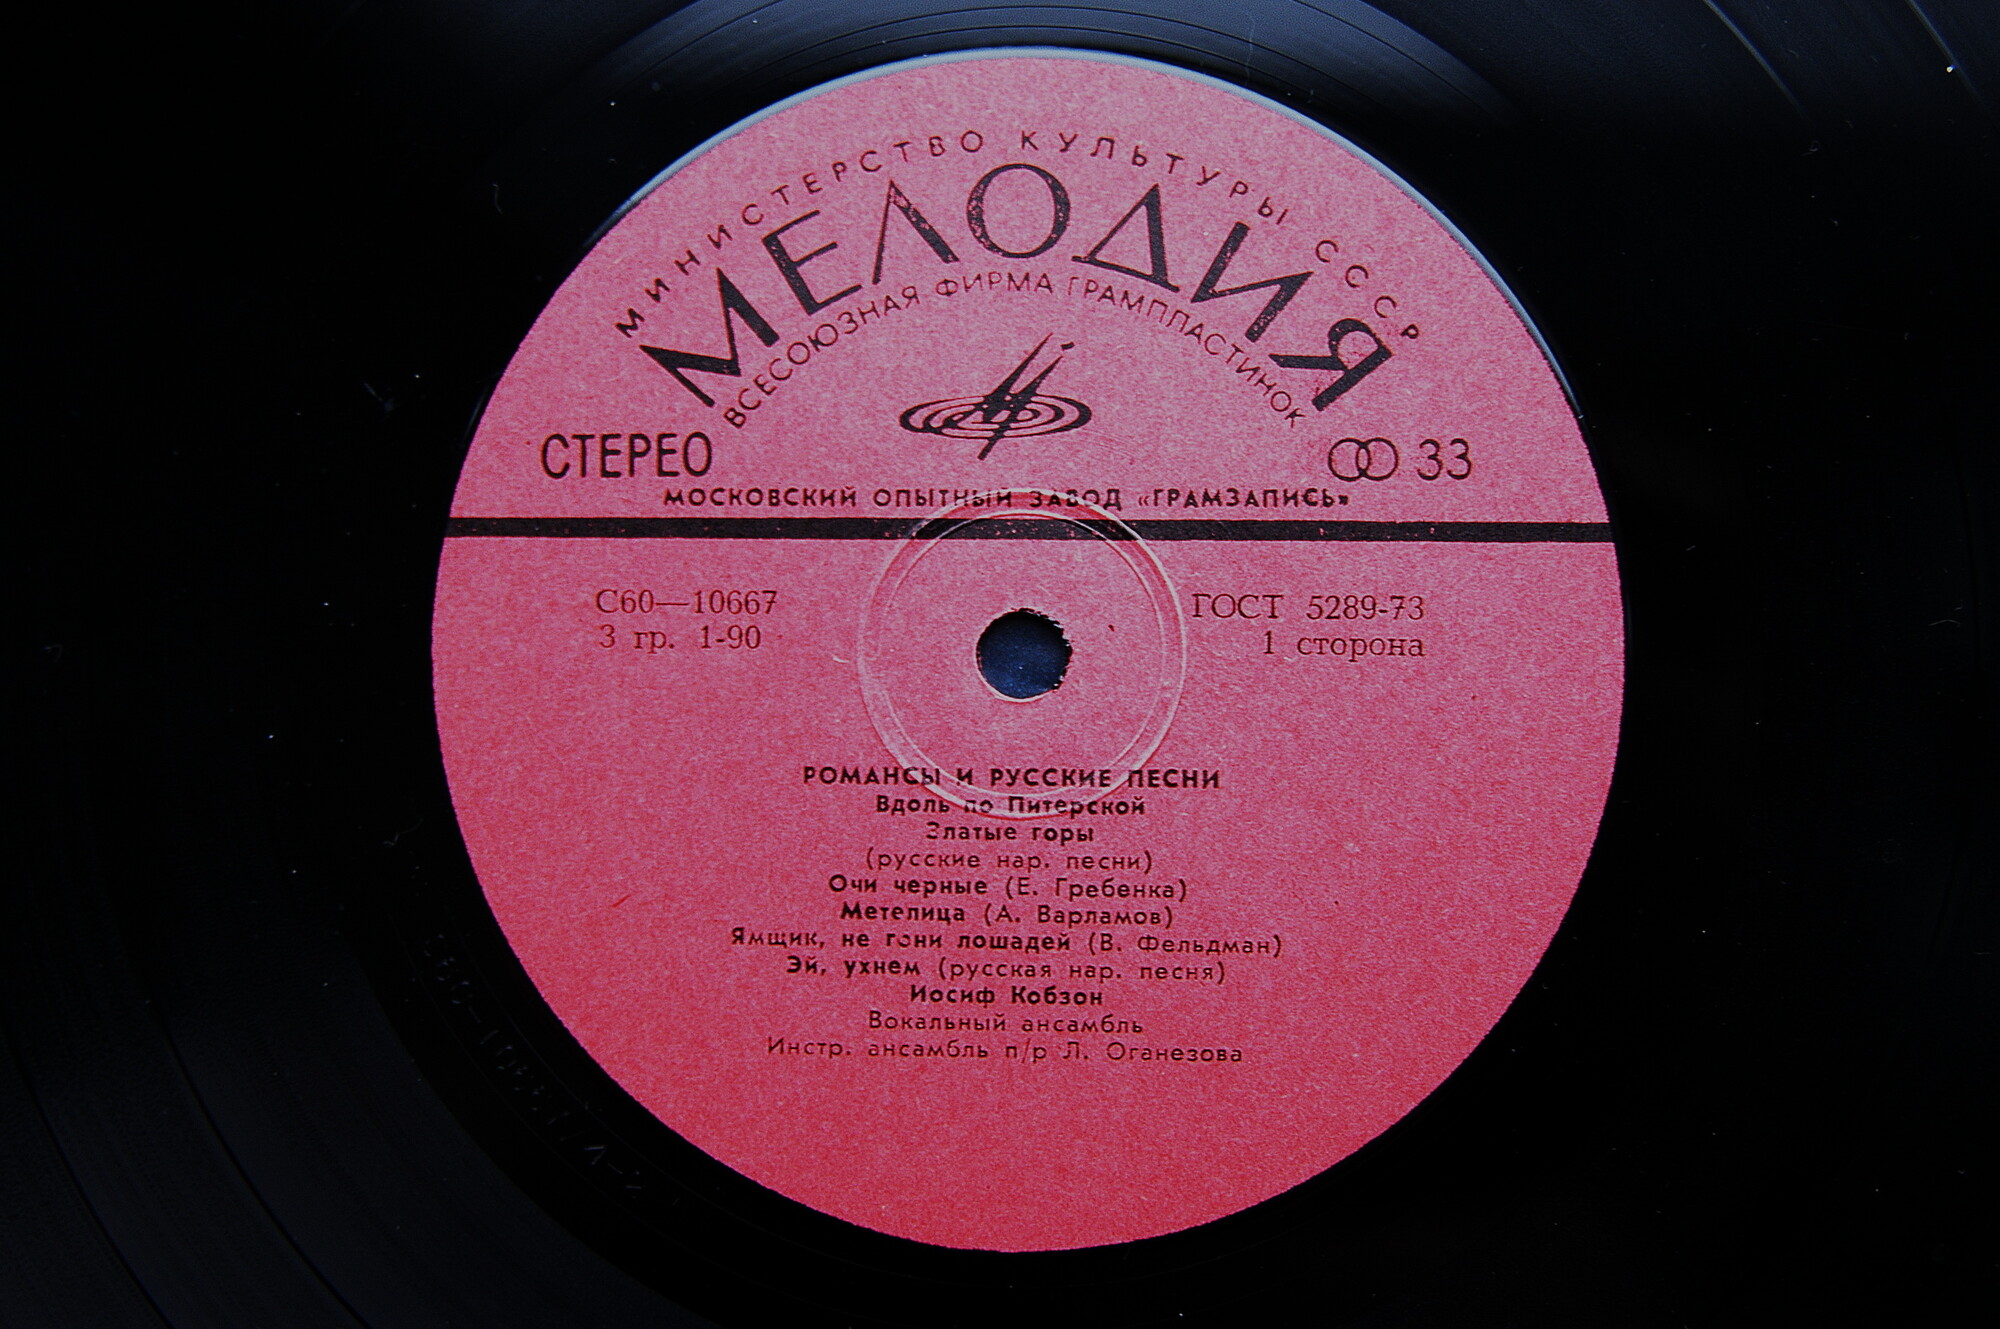 МИНИСТЕРСТВО КУЛЬТУРЫ СССР
МЕЛОДИЯ
ВСЕСОЮЗНАЯ ФИРМА ГРАМПЛАСТИНОК
СТЕРЕО
33
МОСКОВСКИЙ ОПЫТНЫЙ ЗАВОД «ГРАМЗАПИСЬ»
С60—10667
ГОСТ 5289-73
3 гр. 1-90
1 сторона
РОМАНСЫ И РУССКИЕ ПЕСНИ
Вдоль по Питерской
Златые горы
(русские нар. песни)
Очи черные (Е. Гребенка)
Метелица (А. Варламов)
Ямщик, не гони лошадей (В. Фельдман)
Эй, ухнем (русская нар. песня)
Иосиф Кобзон
Вокальный ансамбль
Инстр. ансамбль п/р Л. Оганезова